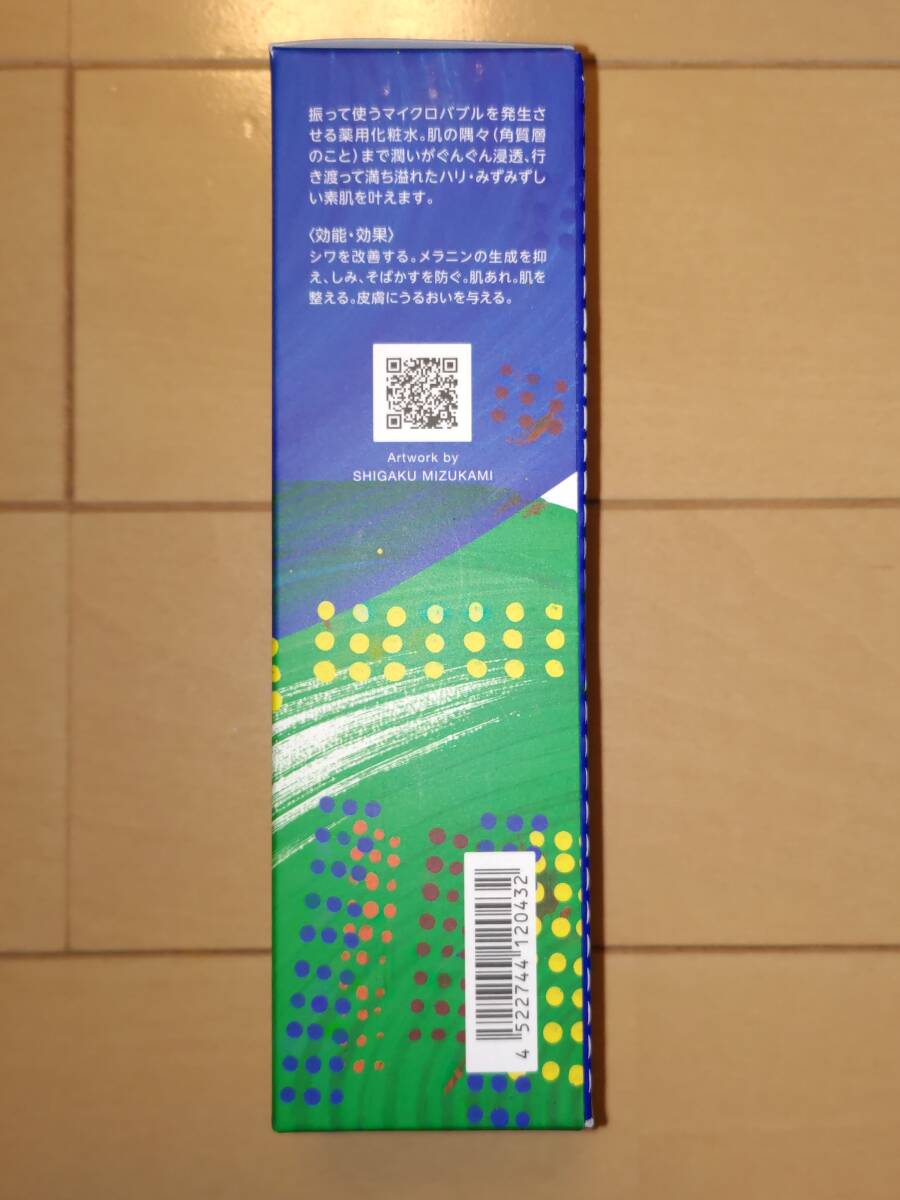 振って使うマイクロバブルを発生さ
せる薬用化粧水。肌の隅々(角質層
のこと)まで潤いがぐんぐん浸透、行
き渡って満ち溢れたハリ・みずみずし
い素肌を叶えます。
〈効能・効果〉
シワを改善する。メラニンの生成を抑
え、しみ、そばかすを防ぐ。肌あれ。肌を
整える。皮膚にうるおいを与える。
Artwork by
SHIGAKU MIZUKAMI
4 522744 120432